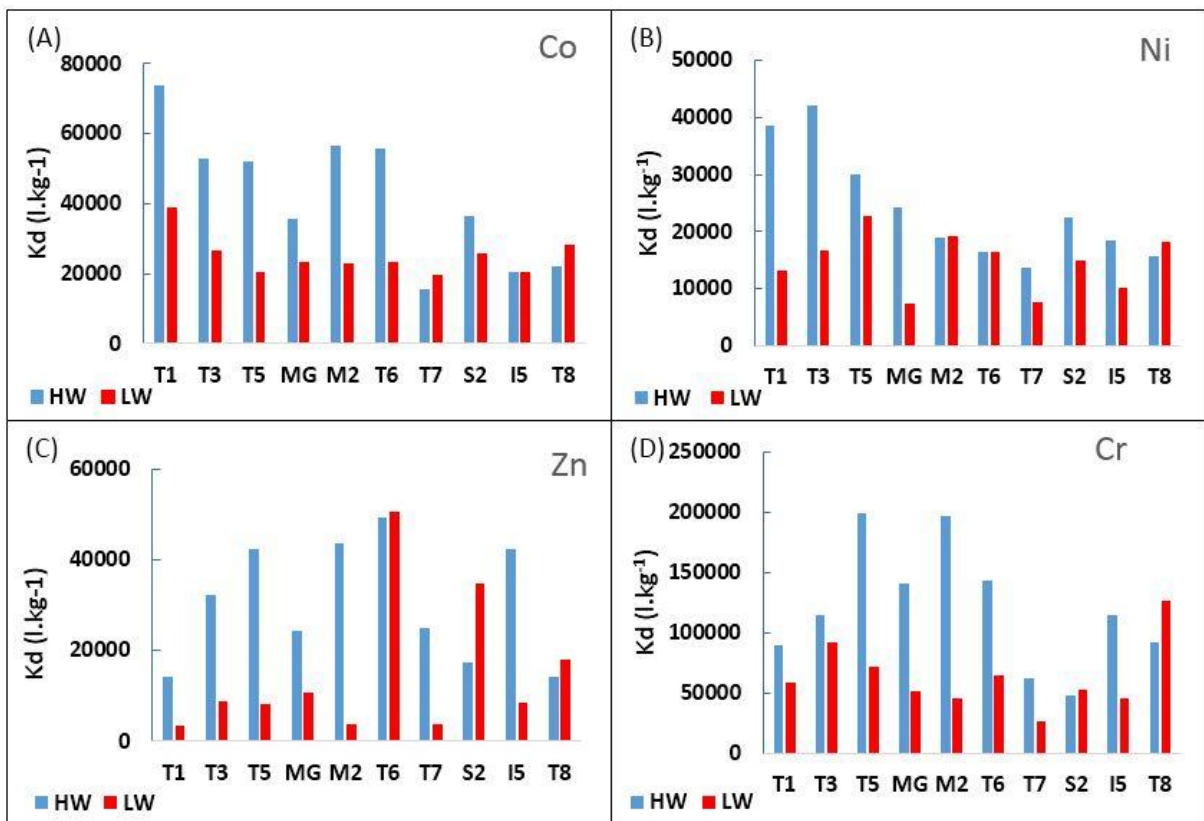 (A) Co
80000
60000
40000
20000
0
Kd (l.kg-1)
T1 T3 T5 MG M2 T6 T7 S2 I5 T8
HW LW
(B) Ni
50000
40000
30000
20000
10000
0
Kd (l.kg⁻¹)
T1 T3 T5 MG M2 T6 T7 S2 I5 T8
HW LW
(C) Zn
60000
40000
20000
0
Kd (l.kg-1)
T1 T3 T5 MG M2 T6 T7 S2 I5 T8
HW LW
(D) Cr
250000
200000
150000
100000
50000
0
Kd (l.kg⁻¹)
T1 T3 T5 MG M2 T6 T7 S2 I5 T8
HW LW